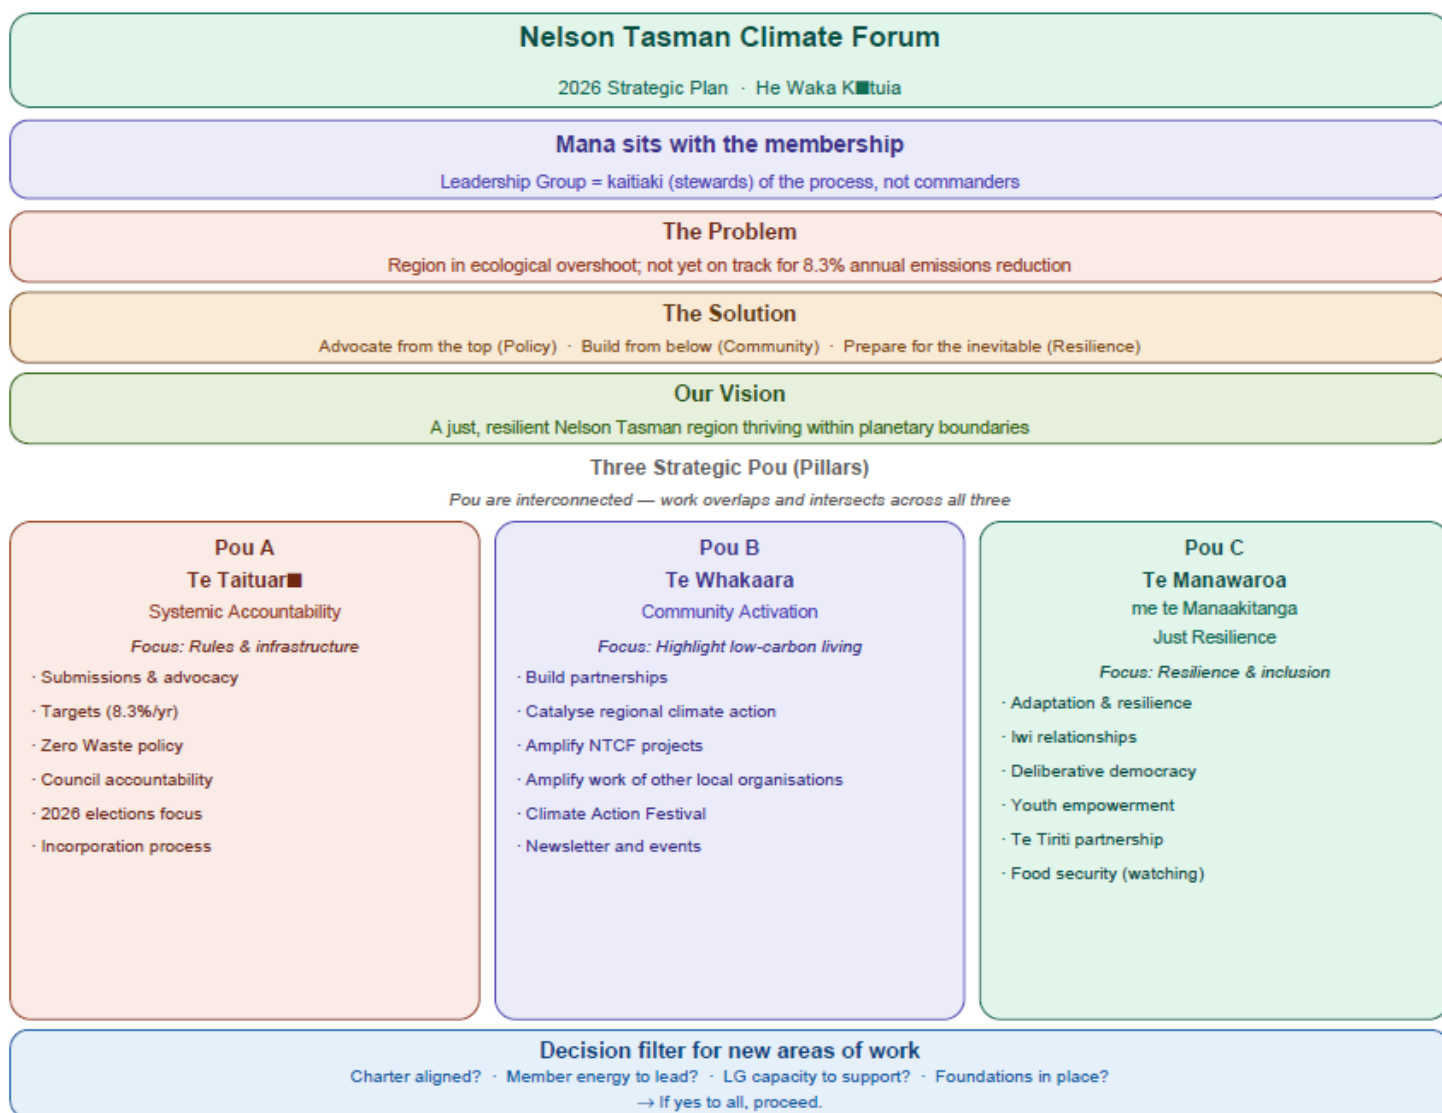 Nelson Tasman Climate Forum
2026 Strategic Plan · He Waka K■tuia
Mana sits with the membership
Leadership Group = kaitiaki (stewards) of the process, not commanders
The Problem
Region in ecological overshoot; not yet on track for 8.3% annual emissions reduction
The Solution
Advocate from the top (Policy) · Build from below (Community) · Prepare for the inevitable (Resilience)
Our Vision
A just, resilient Nelson Tasman region thriving within planetary boundaries
Three Strategic Pou (Pillars)
Pou are interconnected — work overlaps and intersects across all three
Pou A
Te Taituar■
Systemic Accountability
Focus: Rules & infrastructure
· Submissions & advocacy
· Targets (8.3%/yr)
· Zero Waste policy
· Council accountability
· 2026 elections focus
· Incorporation process
Pou B
Te Whakaara
Community Activation
Focus: Highlight low-carbon living
· Build partnerships
· Catalyse regional climate action
· Amplify NTCF projects
· Amplify work of other local organisations
· Climate Action Festival
· Newsletter and events
Pou C
Te Manawaroa
me te Manaakitanga
Just Resilience
Focus: Resilience & inclusion
· Adaptation & resilience
· Iwi relationships
· Deliberative democracy
· Youth empowerment
· Te Tiriti partnership
· Food security (watching)
Decision filter for new areas of work
Charter aligned? · Member energy to lead? · LG capacity to support? · Foundations in place?
→ If yes to all, proceed.